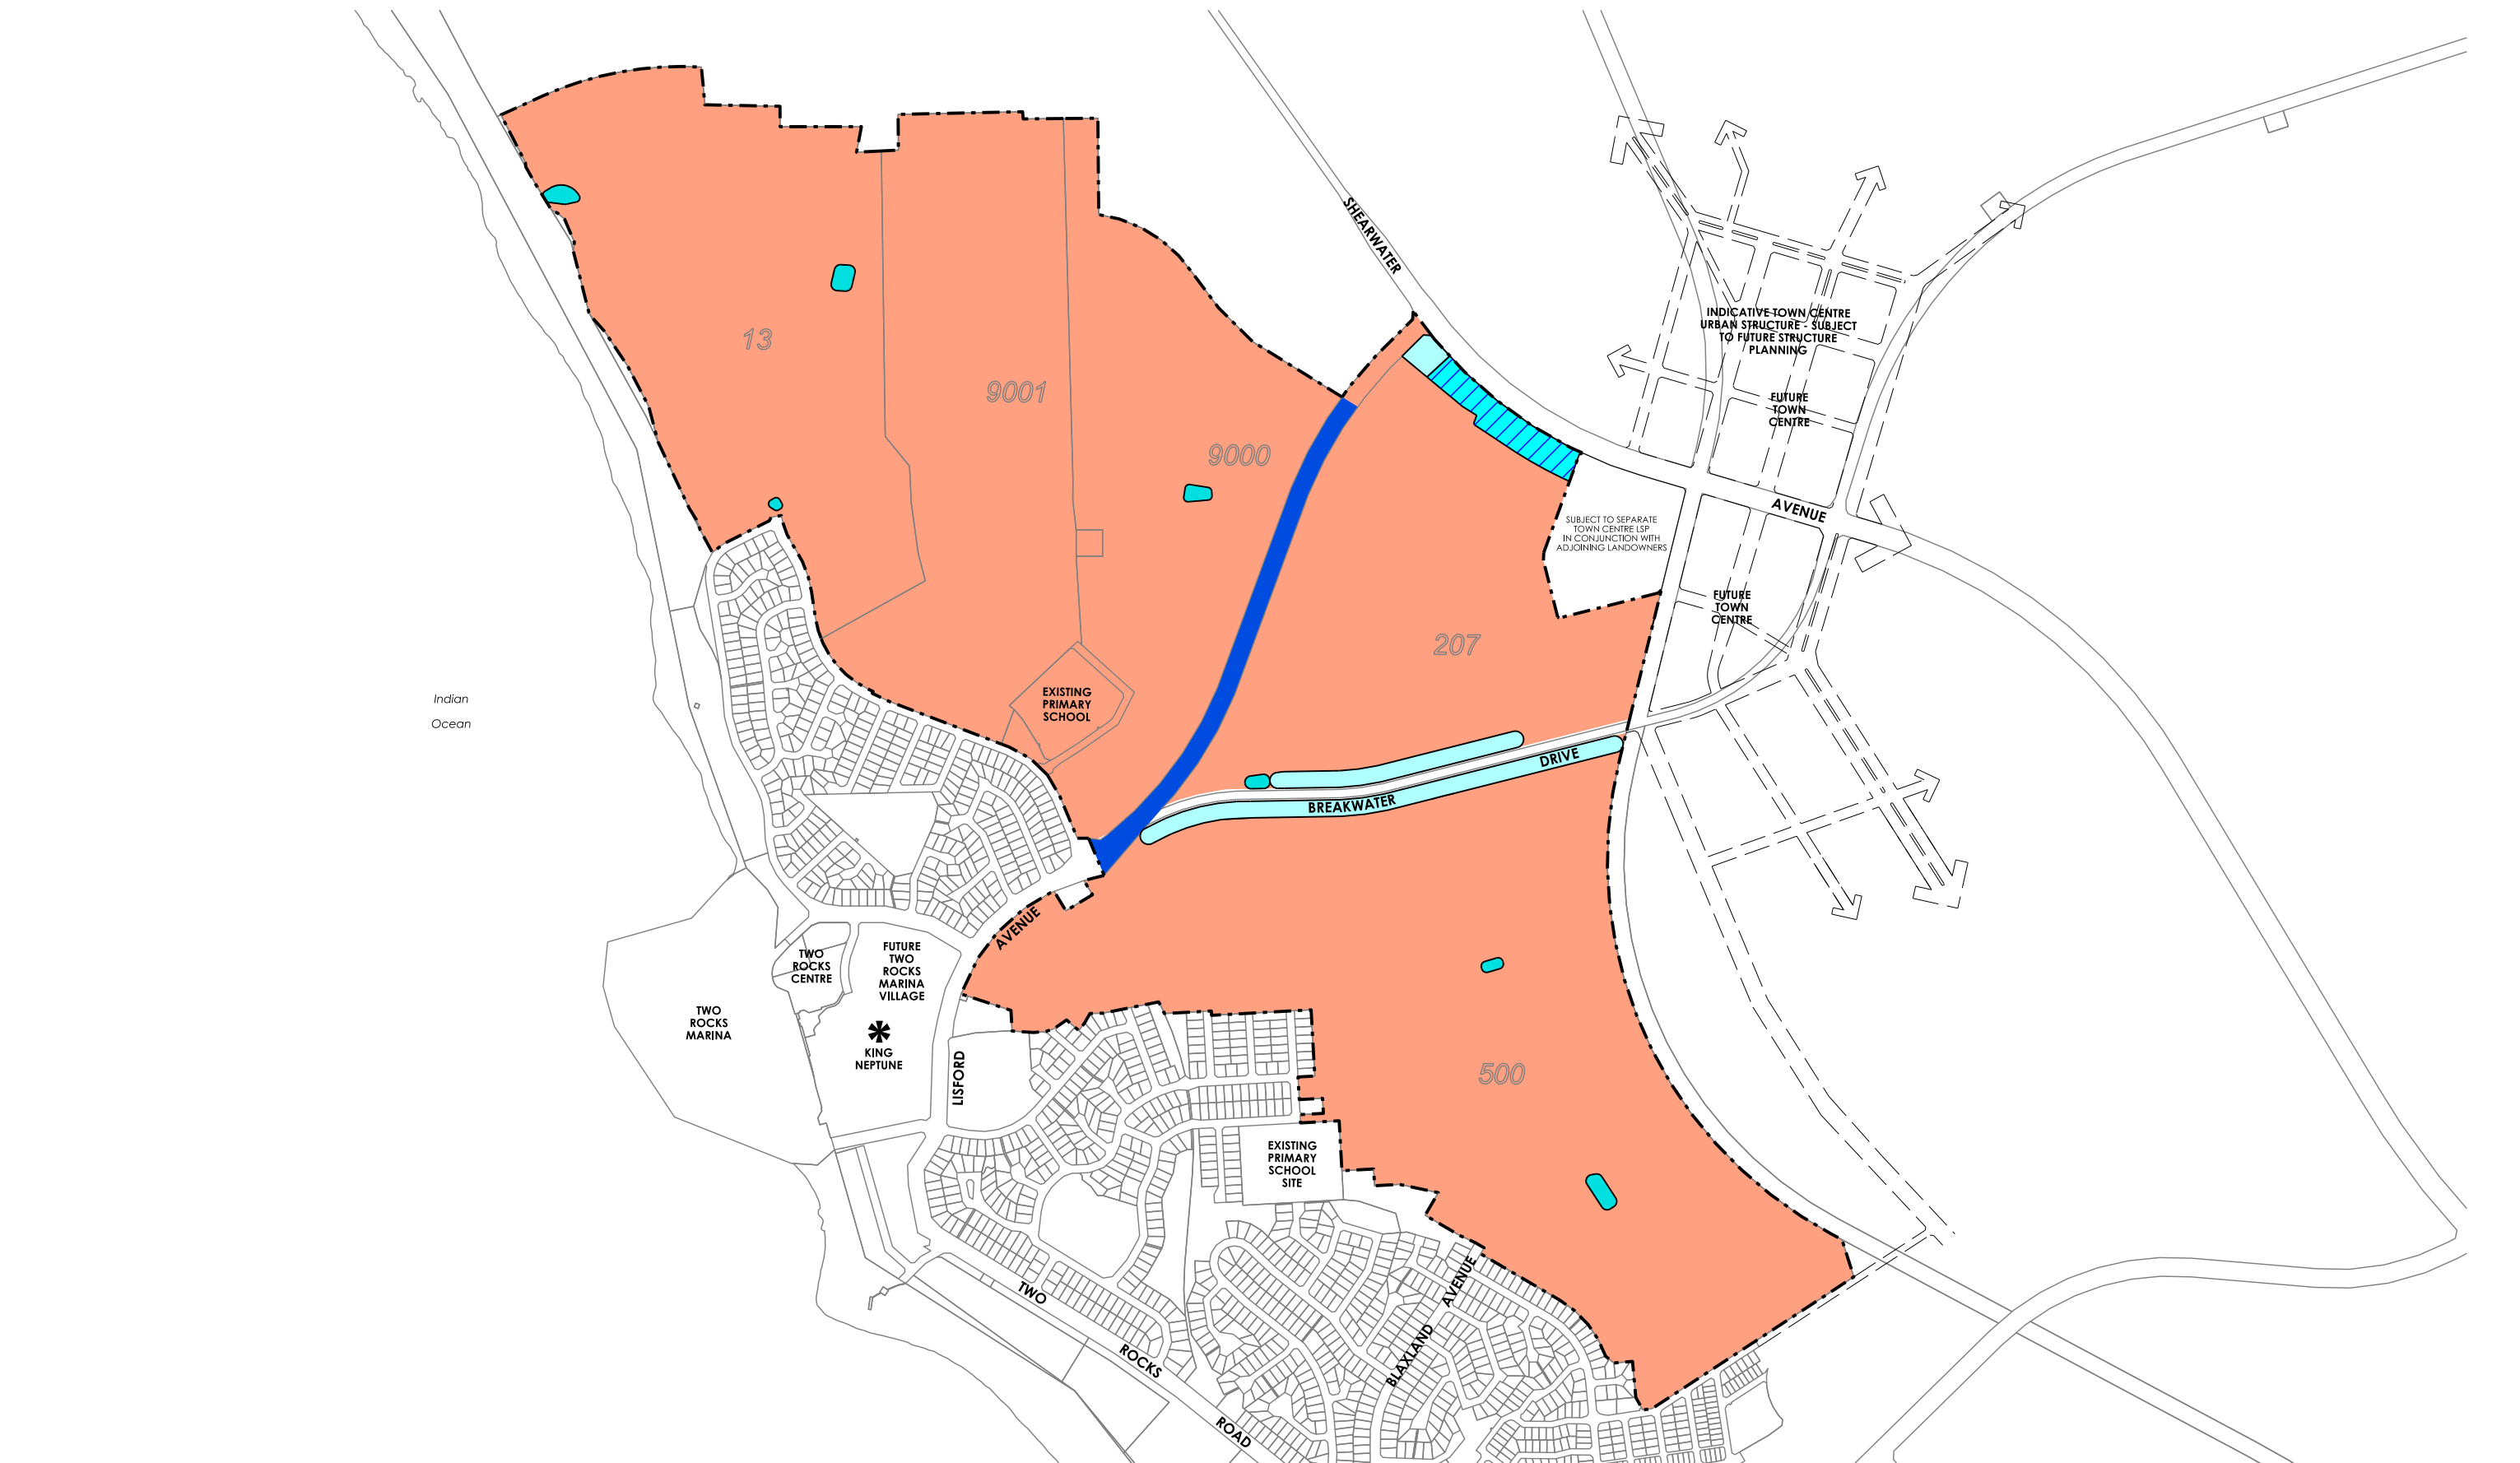 SHEARWATER
INDICATIVE TOWN CENTRE
URBAN STRUCTURE - SUBJECT
TO FUTURE STRUCTURE
PLANNING
13
9001
9000
FUTURE
TOWN
CENTRE
AVENUE
SUBJECT TO SEPARATE
TOWN CENTRE LSP
IN CONJUNCTION WITH
ADJOINING LANDOWNERS
FUTURE
TOWN
CENTRE
207
Indian
Ocean
EXISTING
PRIMARY
SCHOOL
DRIVE
BREAKWATER
AVENUE
TWO
ROCKS
CENTRE
FUTURE
TWO
ROCKS
MARINA
VILLAGE
TWO
ROCKS
MARINA
KING
NEPTUNE
LISFORD
500
EXISTING
PRIMARY
SCHOOL
SITE
TWO
ROCKS
ROAD
AVENUE
BLAXLAND